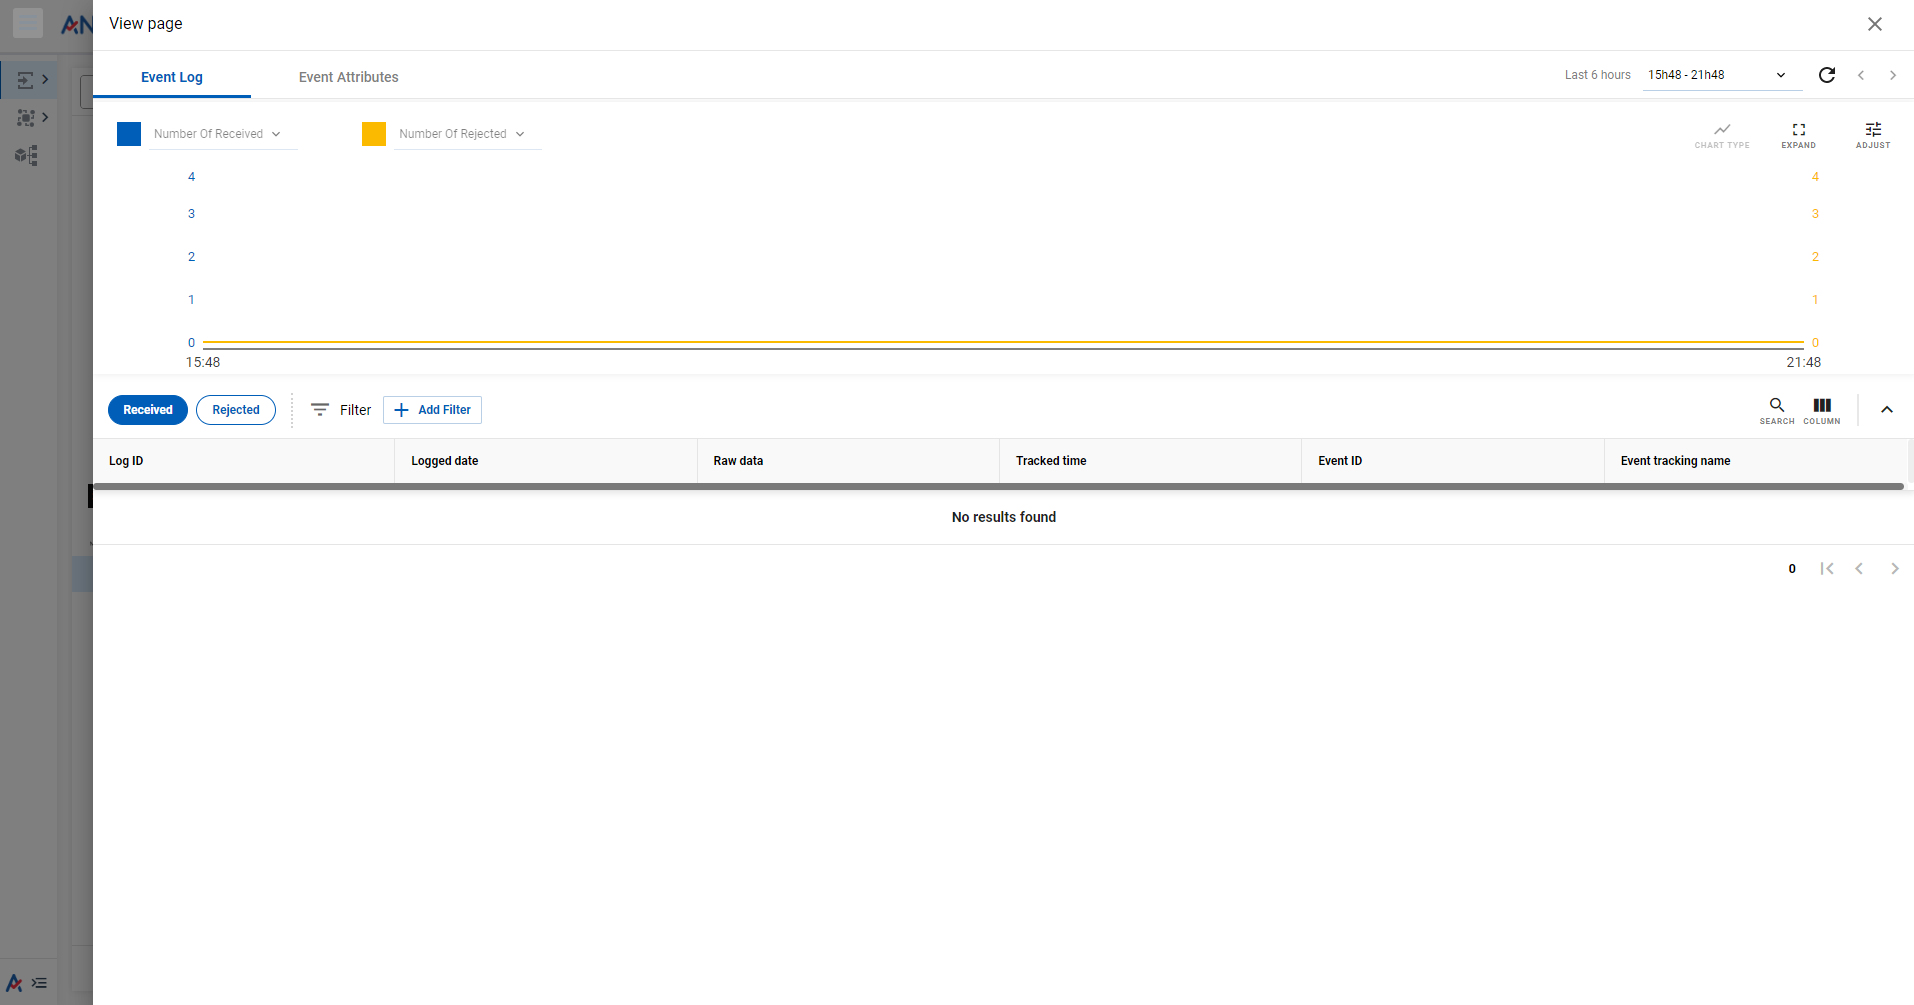 AN
View page
Event Log
Event Attributes
Last 6 hours
15h48 - 21h48
Number Of Received
Number Of Rejected
CHART TYPE
EXPAND
ADJUST
4
4
3
3
2
2
1
1
0
0
15:48
21:48
Received
Rejected
Filter
Add Filter
SEARCH
COLUMN
Log ID
Logged date
Raw data
Tracked time
Event ID
Event tracking name
No results found
0